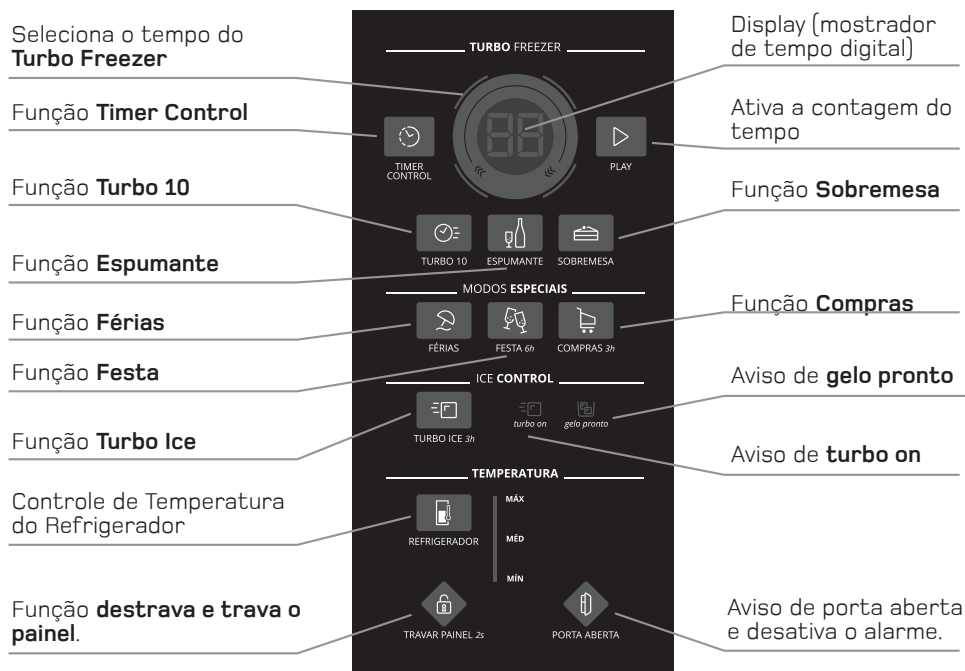 Seleciona o tempo do
Turbo Freezer
Função Timer Control
Função Turbo 10
Função Espumante
Função Férias
Função Festa
Função Turbo Ice
Controle de Temperatura
do Refrigerador
Função destrava e trava o
painel.
TURBO FREEZER
88
TIMER
CONTROL
PLAY
TURBO 10
ESPUMANTE
SOBREMESA
MODOS ESPECIAIS
FÉRIAS
FESTA 6h
COMPRAS 3h
ICE CONTROL
TURBO ICE 3h
turbo on
gelo pronto
TEMPERATURA
REFRIGERADOR
MÁX
MÉD
MÍN
TRAVAR PAINEL 2s
PORTA ABERTA
Display (mostrador
de tempo digital)
Ativa a contagem do
tempo
Função Sobremesa
Função Compras
Aviso de gelo pronto
Aviso de turbo on
Aviso de porta aberta
e desativa o alarme.